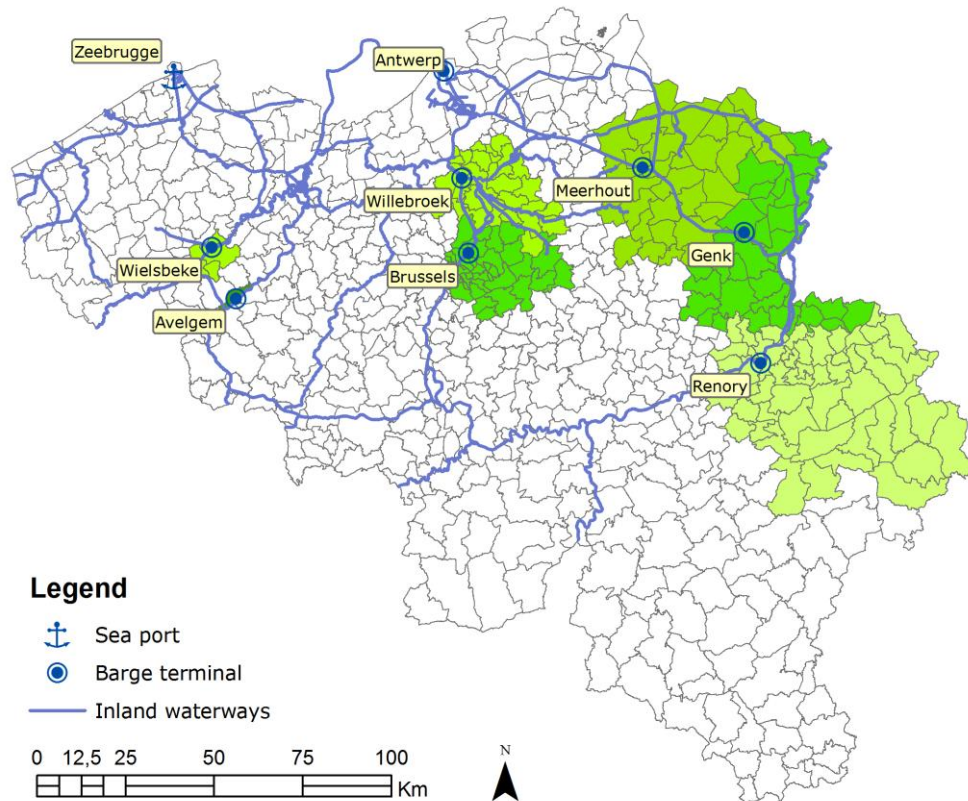 Zeebrugge
Antwerp
Willebroek
Meerhout
Wielsbeke
Brussels
Genk
Avelgem
Renory
Legend
Sea port
Barge terminal
Inland waterways
0 12,5 25 50 75 100
Km
N